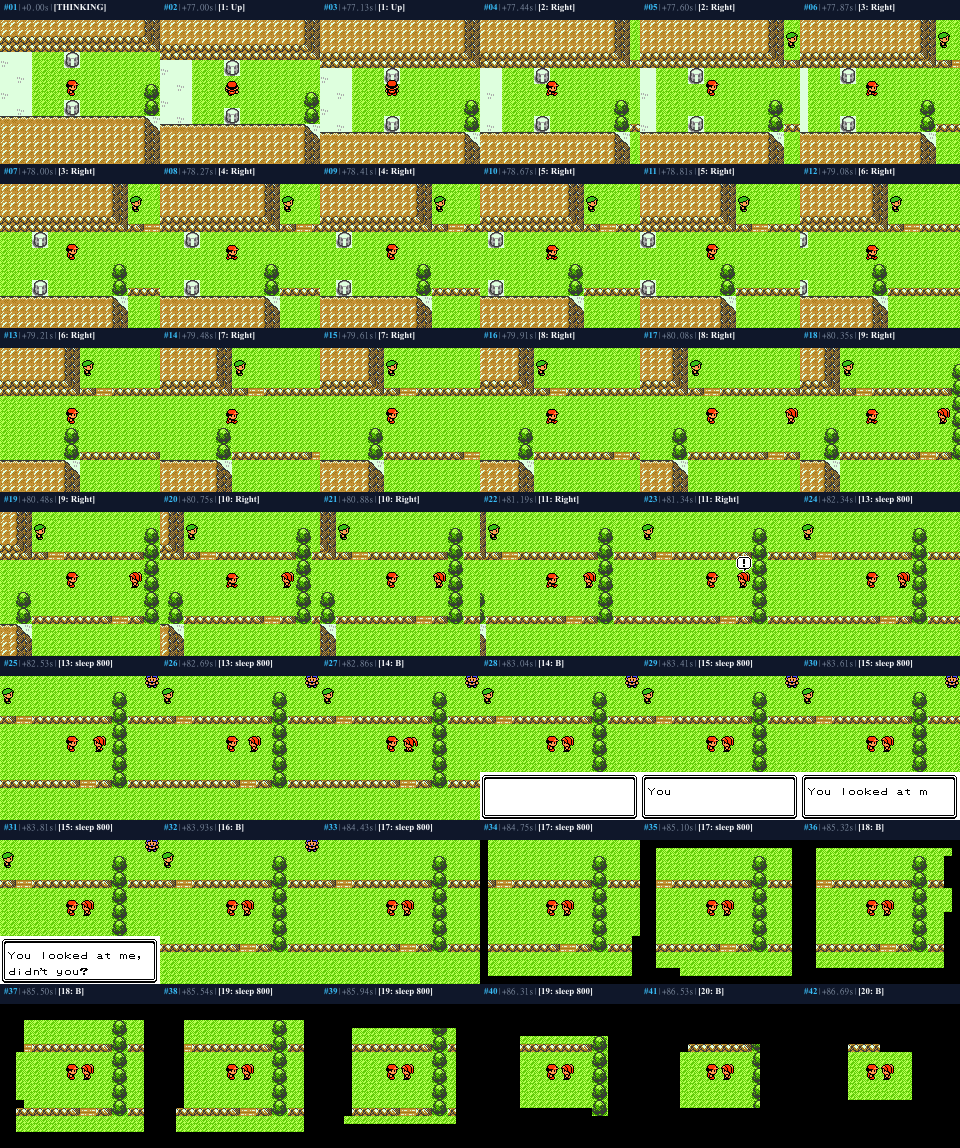 #01|+0.00s|[THINKING]
#02|+77.00s|[1: Up]
#03|+77.13s|[1: Up]
#04|+77.44s|[2: Right]
#05|+77.60s|[2: Right]
#06|+77.87s|[3: Right]
#07|+78.00s|[3: Right]
#08|+78.27s|[4: Right]
#09|+78.41s|[4: Right]
#10|+78.67s|[5: Right]
#11|+78.81s|[5: Right]
#12|+79.08s|[6: Right]
#13|+79.21s|[6: Right]
#14|+79.48s|[7: Right]
#15|+79.61s|[7: Right]
#16|+79.91s|[8: Right]
#17|+80.08s|[8: Right]
#18|+80.35s|[9: Right]
#19|+80.48s|[9: Right]
#20|+80.75s|[10: Right]
#21|+80.88s|[10: Right]
#22|+81.19s|[11: Right]
#23|+81.34s|[11: Right]
#24|+82.34s|[13: sleep 800]
!
#25|+82.53s|[13: sleep 800]
#26|+82.69s|[13: sleep 800]
#27|+82.86s|[14: B]
#28|+83.04s|[14: B]
#29|+83.41s|[15: sleep 800]
#30|+83.61s|[15: sleep 800]
You
You looked at m
#31|+83.81s|[15: sleep 800]
#32|+83.93s|[16: B]
#33|+84.43s|[17: sleep 800]
#34|+84.75s|[17: sleep 800]
#35|+85.10s|[17: sleep 800]
#36|+85.32s|[18: B]
You looked at me,
didn't you?
#37|+85.50s|[18: B]
#38|+85.54s|[19: sleep 800]
#39|+85.94s|[19: sleep 800]
#40|+86.31s|[19: sleep 800]
#41|+86.53s|[20: B]
#42|+86.69s|[20: B]